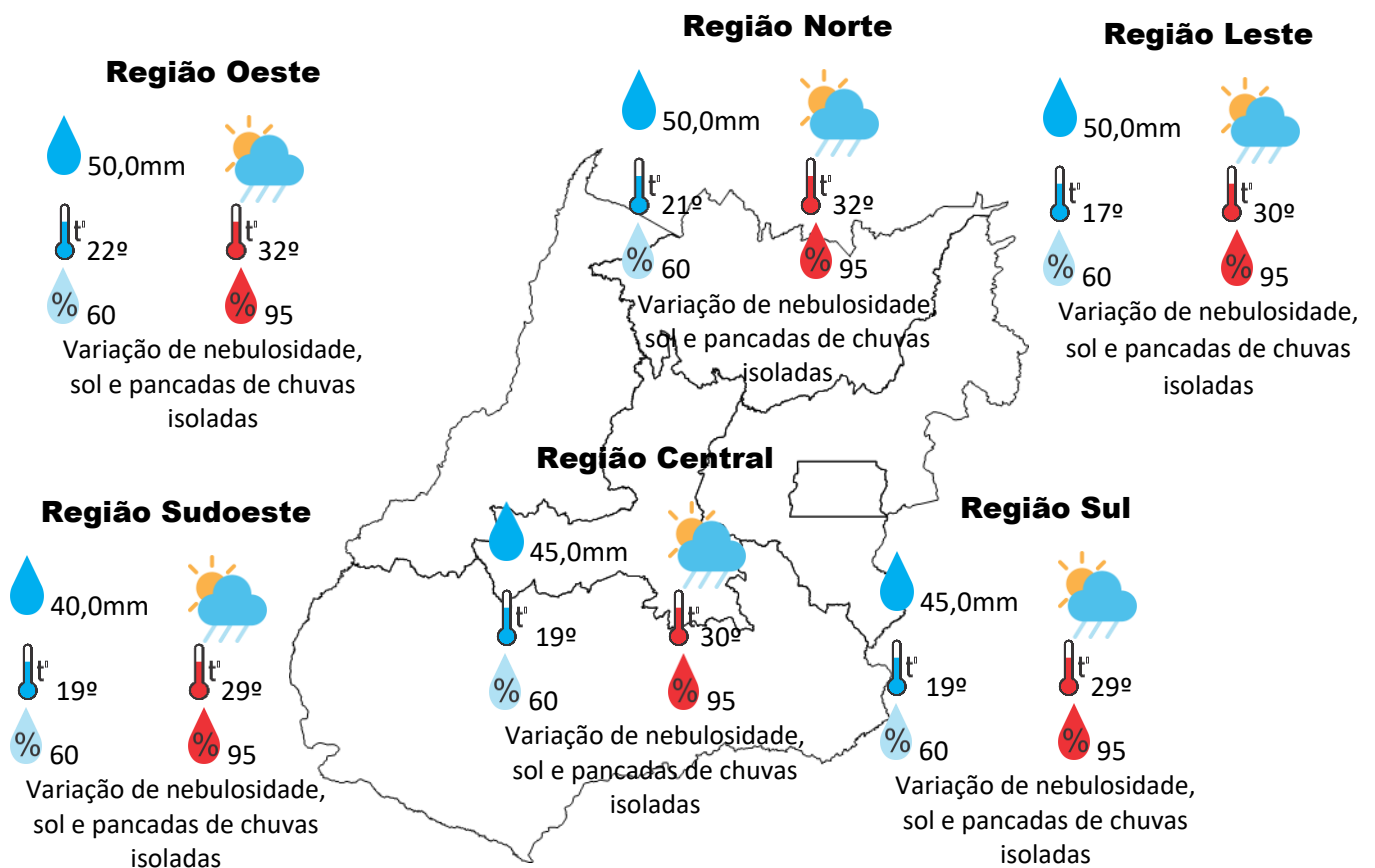 Região Oeste
50,0mm
t°
22º
t°
32º
% 60
% 95
Variação de nebulosidade,
sol e pancadas de chuvas
isoladas
Região Norte
50,0mm
t°
21º
t°
32º
% 60
% 95
Variação de nebulosidade,
sol e pancadas de chuvas
isoladas
Região Leste
50,0mm
t°
17º
t°
30º
% 60
% 95
Variação de nebulosidade,
sol e pancadas de chuvas
isoladas
Região Sudoeste
40,0mm
t°
19º
t°
29º
% 60
% 95
Variação de nebulosidade,
sol e pancadas de chuvas
isoladas
Região Central
45,0mm
t°
19º
t°
30º
% 60
% 95
Variação de nebulosidade,
sol e pancadas de chuvas
isoladas
Região Sul
45,0mm
t°
19º
t°
29º
% 60
% 95
Variação de nebulosidade,
sol e pancadas de chuvas
isoladas